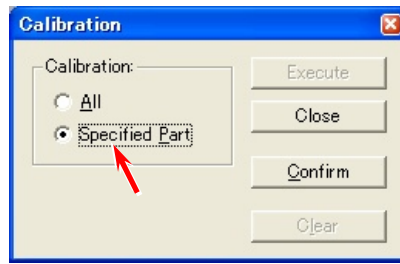 Calibration
Calibration:
All
Specified Part
Execute
Close
Confirm
Clear